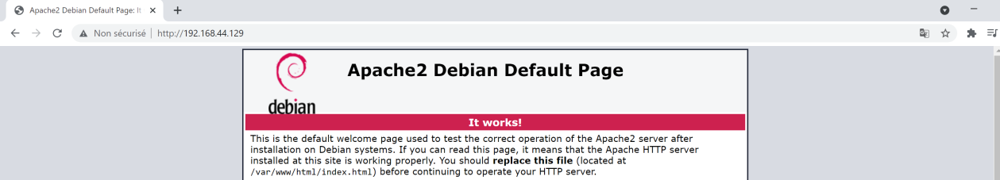 Apache2 Debian Default Page: It
Non sécurisé | http://192.168.44.129
debian
Apache2 Debian Default Page
It works!
This is the default welcome page used to test the correct operation of the Apache2 server after
installation on Debian systems. If you can read this page, it means that the Apache HTTP server
installed at this site is working properly. You should replace this file (located at
/var/www/html/index.html) before continuing to operate your HTTP server.